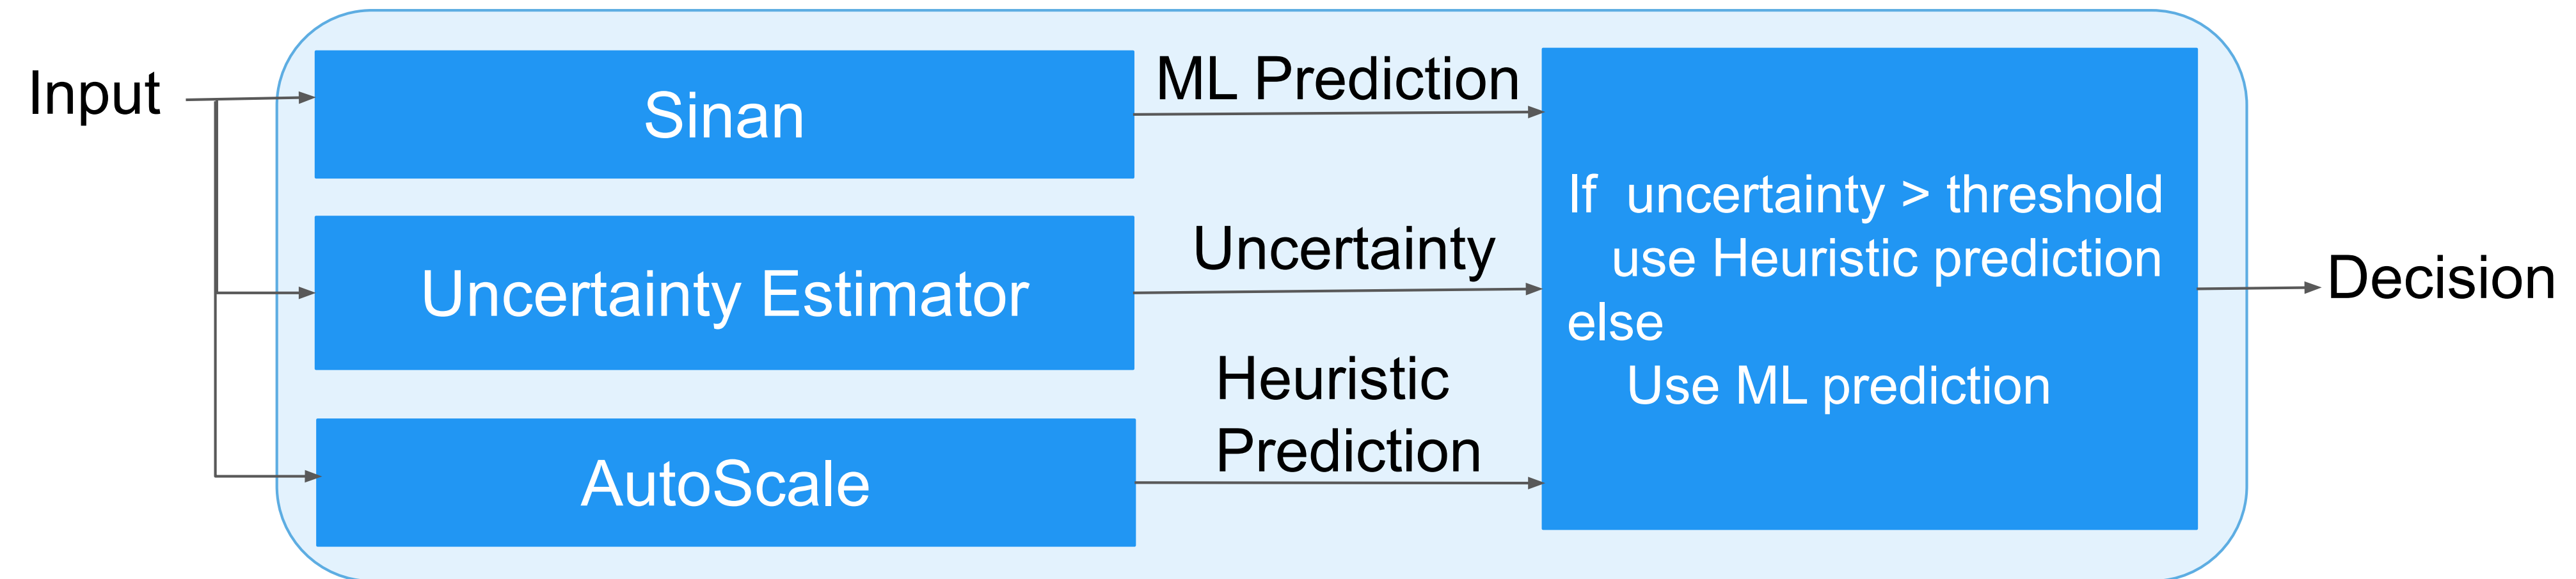 Input
Sinan
ML Prediction
Uncertainty Estimator
Uncertainty
AutoScale
Heuristic
Prediction
If uncertainty > threshold
use Heuristic prediction
else
Use ML prediction
Decision